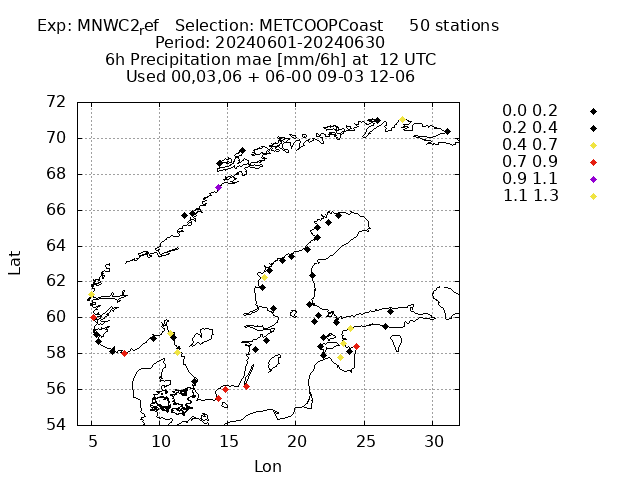 Exp: MNWC2ref Selection: METCOOPCoast 50 stations
Period: 20240601-20240630
6h Precipitation mae [mm/6h] at 12 UTC
Used 00,03,06 + 06-00 09-03 12-06
0.0 0.2
0.2 0.4
0.4 0.7
0.7 0.9
0.9 1.1
1.1 1.3
72
70
68
66
64
62
60
58
56
54
Lat
5 10 15 20 25 30
Lon